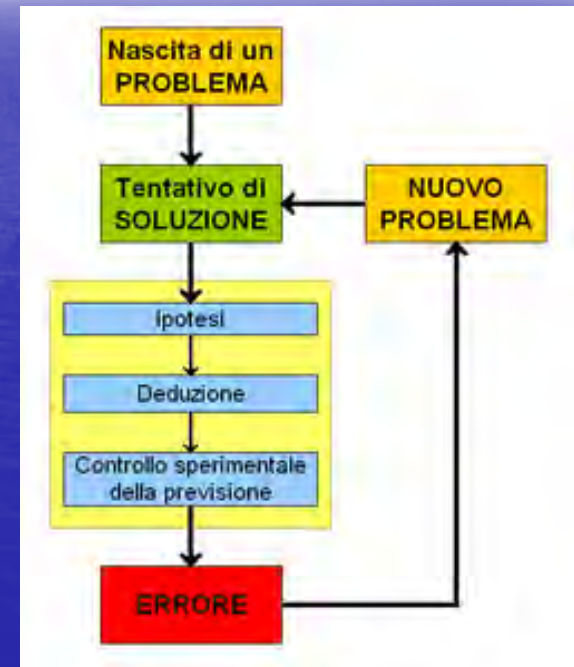 Nascita di un
PROBLEMA
Tentativo di
SOLUZIONE
NUOVO
PROBLEMA
Ipotesi
Deduzione
Controllo sperimentale
della previsione
ERRORE